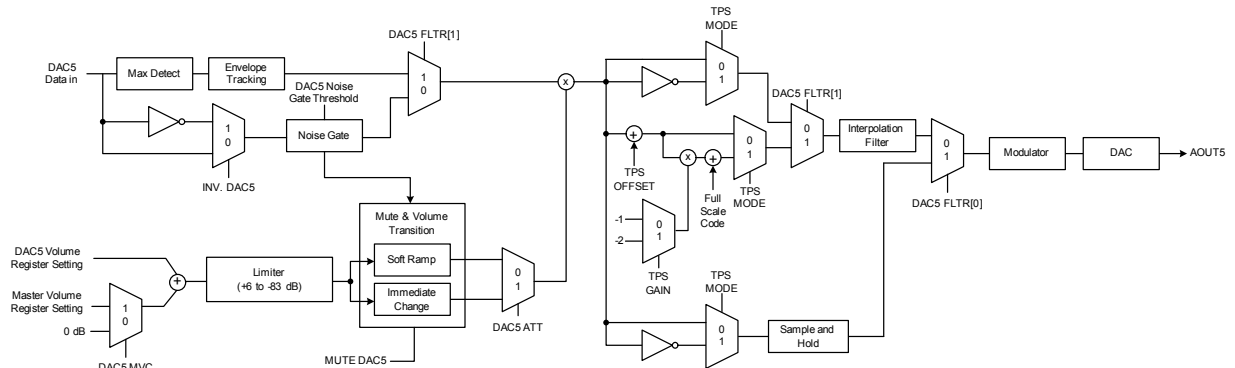 DAC5
Data in
Max Detect
Envelope
Tracking
DAC5 FLTR[1]
1
0
DAC5 Noise
Gate Threshold
1
0
Noise Gate
INV. DAC5
x
TPS
MODE
0
1
DAC5 FLTR[1]
0
1
Interpolation
Filter
0
1
DAC5 FLTR[0]
Modulator
DAC
AOUT5
+
TPS
OFFSET
x
+
Full
Scale
Code
0
1
TPS
MODE
-1
-2
0
1
TPS
GAIN
Mute & Volume
Transition
Soft Ramp
Immediate
Change
MUTE DAC5
0
1
DAC5 ATT
DAC5 Volume
Register Setting
Master Volume
Register Setting
0 dB
1
0
DAC5 MVC
+
Limiter
(+6 to -83 dB)
TPS
MODE
0
1
Sample and
Hold